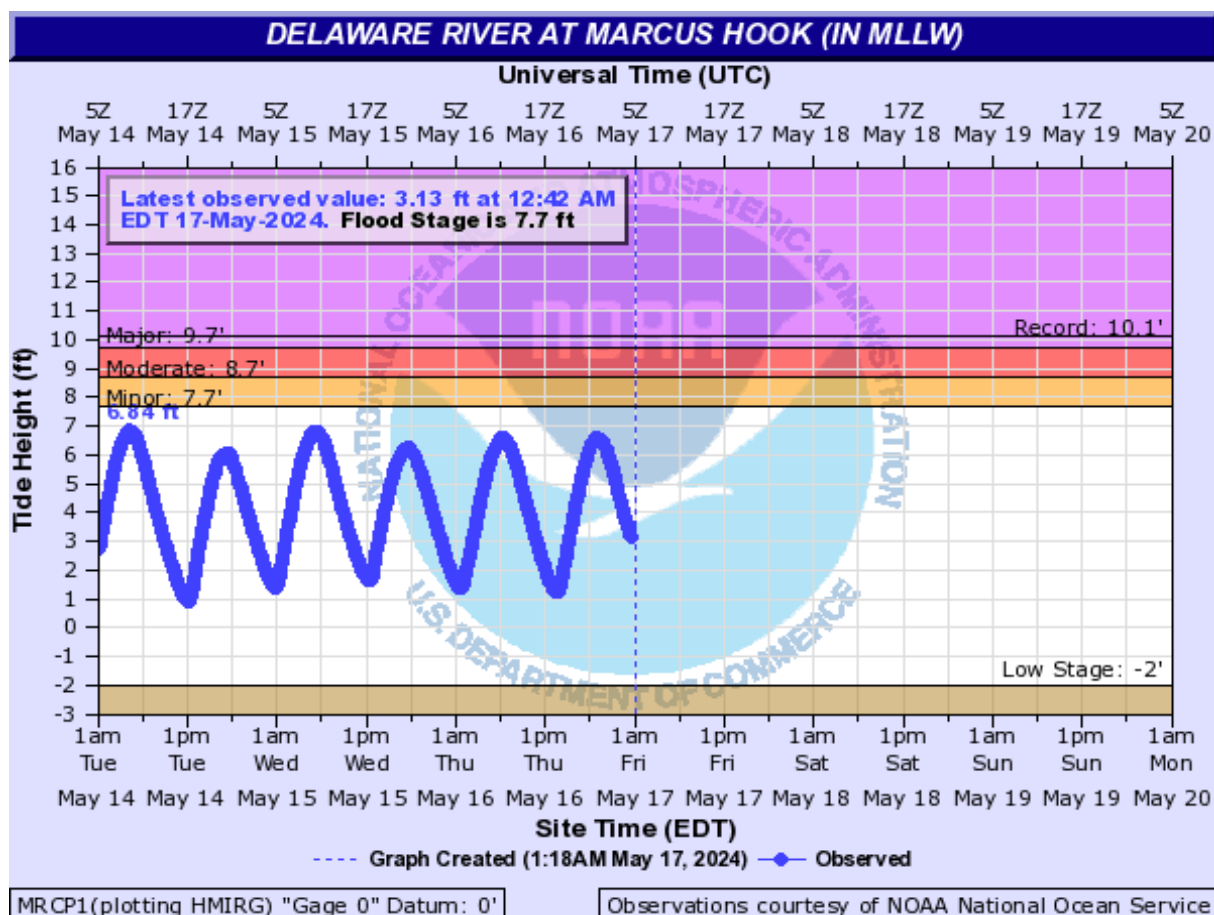 DELAWARE RIVER AT MARCUS HOOK (IN MLLW)
Universal Time (UTC)
5Z 17Z 5Z 17Z 5Z 17Z 5Z 17Z 5Z 17Z 5Z 17Z 5Z
May 14 May 14 May 15 May 15 May 16 May 16 May 17 May 17 May 18 May 18 May 19 May 19 May 20
Latest observed value: 3.13 ft at 12:42 AM
EDT 17-May-2024. Flood Stage is 7.7 ft
16
15
14
13
12
11
10
9
8
7
6
5
4
3
2
1
0
-1
-2
-3
Tide Height (ft)
Major: 9.7'
Record: 10.1'
Moderate: 8.7'
Minor: 7.7'
6.84 ft
Low Stage: -2'
NATIONAL OCEANIC AND ATMOSPHERIC ADMINISTRATION
NOAA
U.S. DEPARTMENT OF COMMERCE
1am 1pm 1am 1pm 1am 1pm 1am 1pm 1am 1pm 1am 1pm 1am
Tue Tue Wed Wed Thu Thu Fri Fri Sat Sat Sun Sun Mon
May 14 May 14 May 15 May 15 May 16 May 16 May 17 May 17 May 18 May 18 May 19 May 19 May 20
Site Time (EDT)
Graph Created (1:18AM May 17, 2024) Observed
MRCP1(plotting HMIRG) "Gage 0" Datum: 0'
Observations courtesy of NOAA National Ocean Service